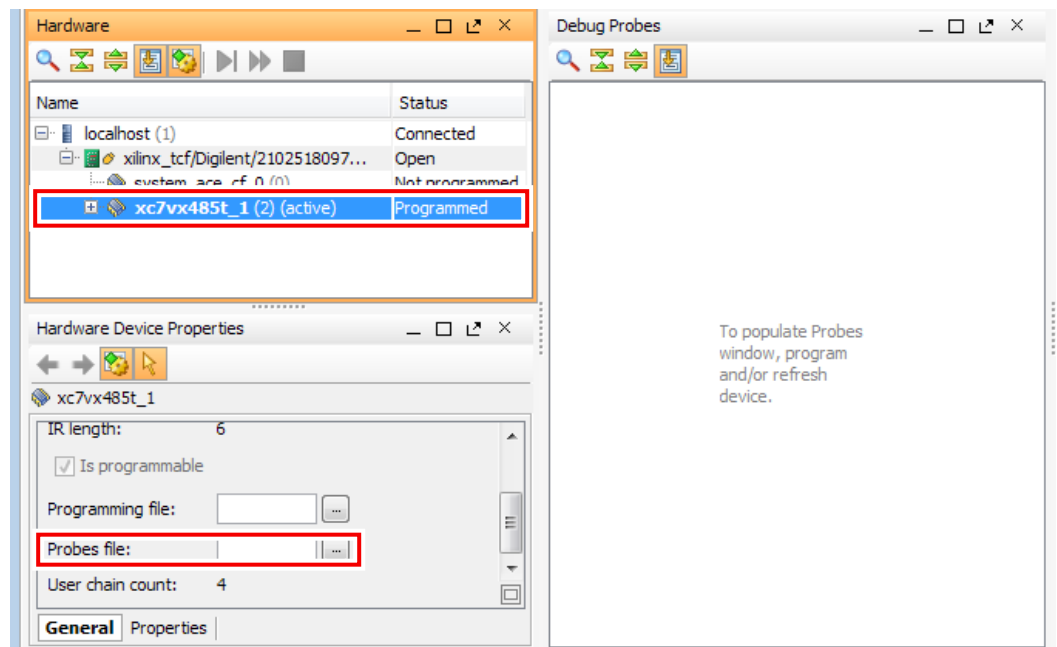 Hardware
Name Status
localhost (1) Connected
xilinx_tcf/Digilent/2102518097... Open
system_ace_cf_0 (0) Not programmed
xc7vx485t_1 (2) (active) Programmed
Hardware Device Properties
xc7vx485t_1
IR length: 6
Is programmable
Programming file: ...
Probes file: ...
User chain count: 4
General Properties
Debug Probes
To populate Probes
window, program
and/or refresh
device.